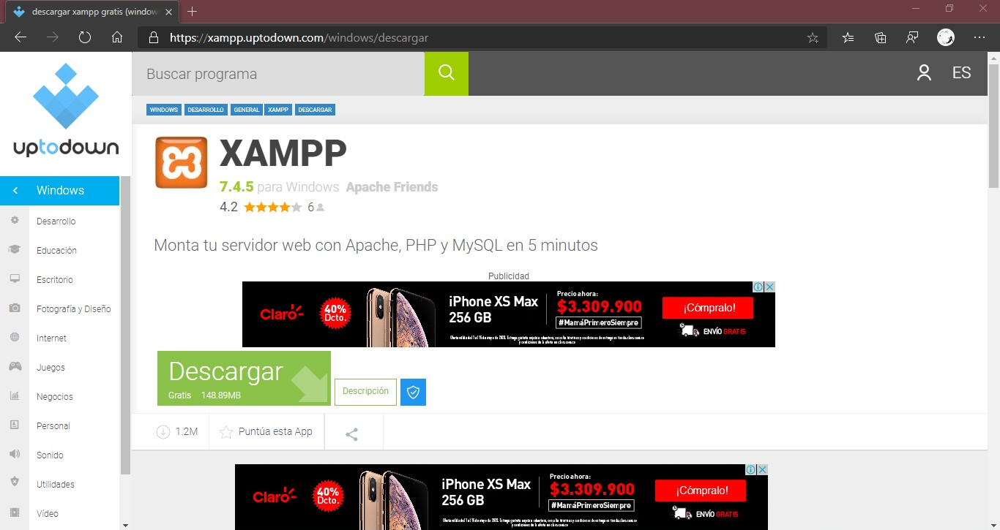 descargar xampp gratis (window
https://xampp.uptodown.com/windows/descargar
Buscar programa
ES
uptodown
WINDOWS DESARROLLO GENERAL XAMPP DESCARGAR
XAMPP
7.4.5 para Windows Apache Friends
4.2 6
Monta tu servidor web con Apache, PHP y MySQL en 5 minutos
Windows
Desarrollo
Educación
Escritorio
Fotografía y Diseño
Internet
Juegos
Negocios
Personal
Sonido
Utilidades
Vídeo
Publicidad
Claro
40%
Dcto.
iPhone XS Max
256 GB
Precio ahora:
$3.309.900
#MamáPrimeroSiempre
¡Cómpralo!
ENVÍO GRATIS
Descargar
Gratis 148.89MB
Descripción
1.2M
Puntúa esta App
Claro
40%
Dcto.
iPhone XS Max
256 GB
Precio ahora:
$3.309.900
#MamáPrimeroSiempre
¡Cómpralo!
ENVÍO GRATIS